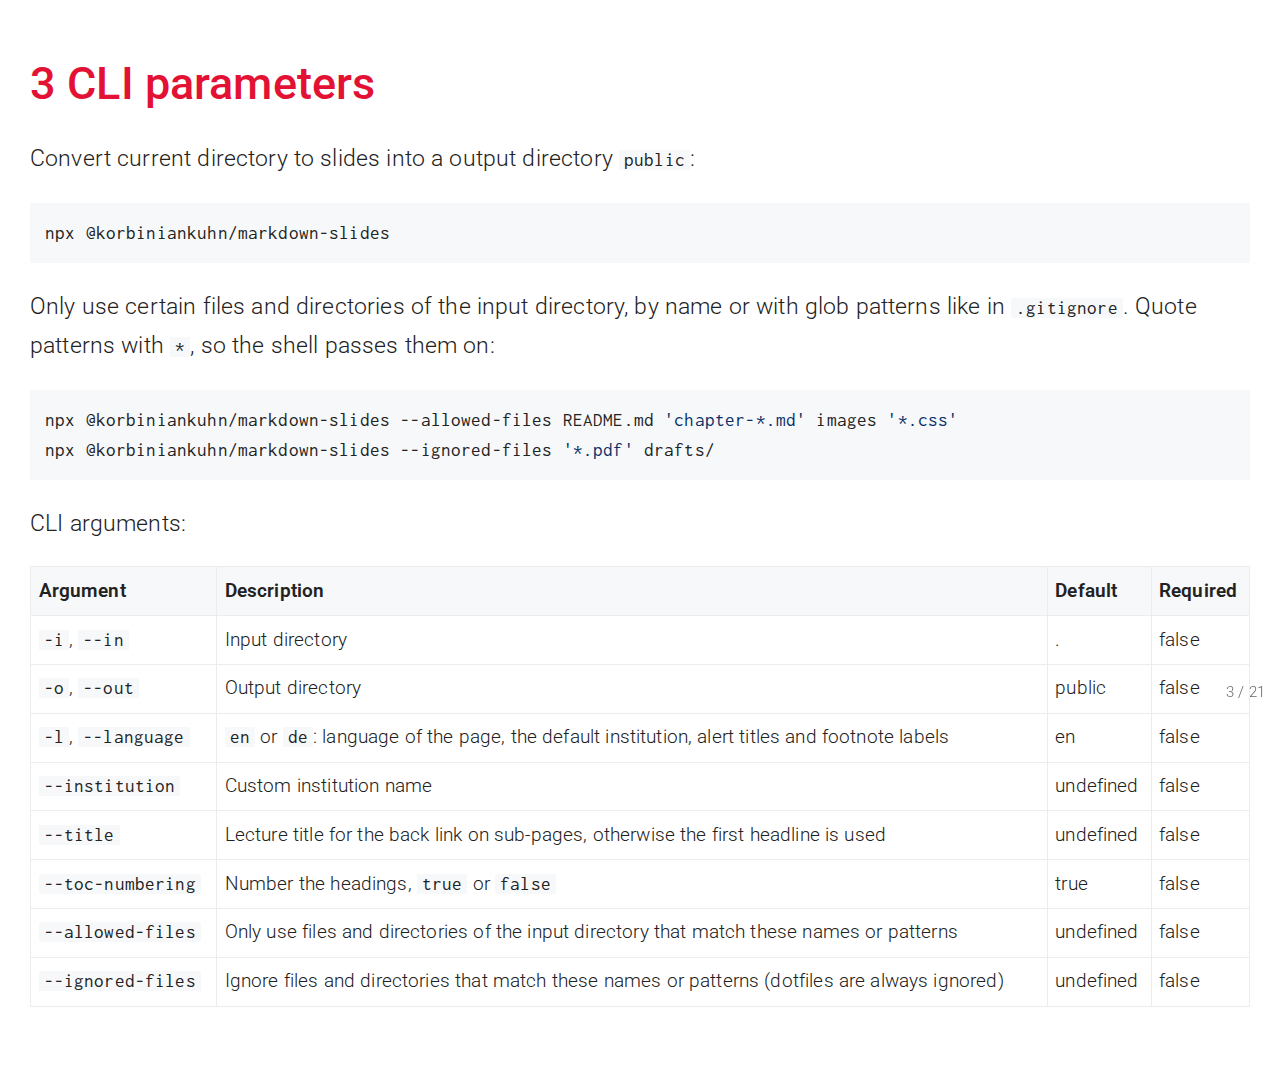 3 CLI parameters
Convert current directory to slides into a output directory public:
npx @korbiniankuhn/markdown-slides
Only use certain files and directories of the input directory, by name or with glob patterns like in .gitignore. Quote
patterns with *, so the shell passes them on:
npx @korbiniankuhn/markdown-slides --allowed-files README.md 'chapter-*.md' images '*.css'
npx @korbiniankuhn/markdown-slides --ignored-files '*.pdf' drafts/
CLI arguments:
Argument Description Default Required
-i, --in Input directory . false
-o, --out Output directory public false
3 / 21
-l, --language en or de: language of the page, the default institution, alert titles and footnote labels en false
--institution Custom institution name undefined false
--title Lecture title for the back link on sub-pages, otherwise the first headline is used undefined false
--toc-numbering Number the headings, true or false true false
--allowed-files Only use files and directories of the input directory that match these names or patterns undefined false
--ignored-files Ignore files and directories that match these names or patterns (dotfiles are always ignored) undefined false